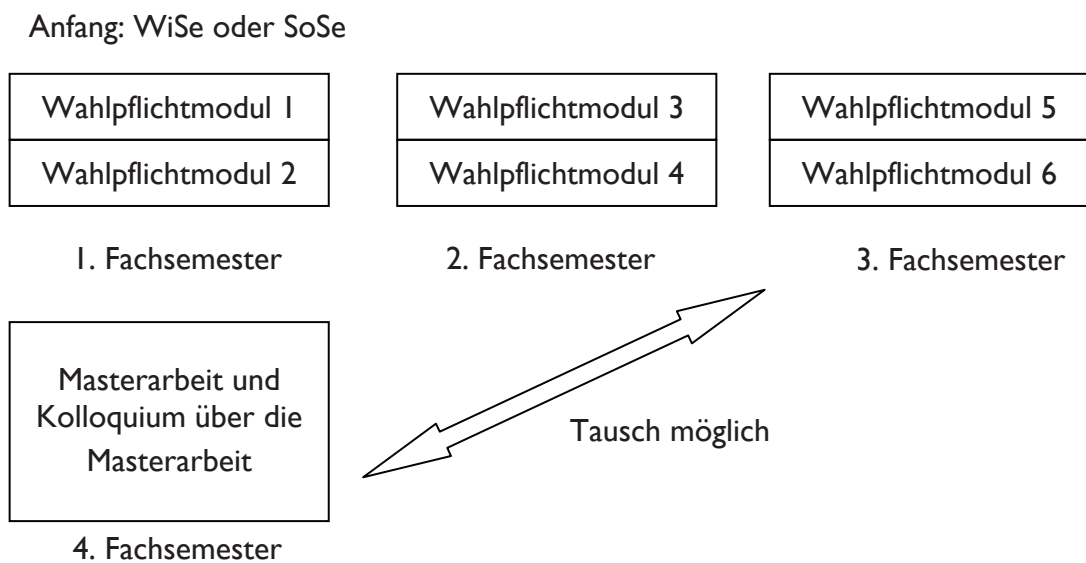 Anfang: WiSe oder SoSe
Wahlpflichtmodul 1
Wahlpflichtmodul 2
1. Fachsemester
Wahlpflichtmodul 3
Wahlpflichtmodul 4
2. Fachsemester
Wahlpflichtmodul 5
Wahlpflichtmodul 6
3. Fachsemester
Masterarbeit und
Kolloquium über die
Masterarbeit
4. Fachsemester
Tausch möglich